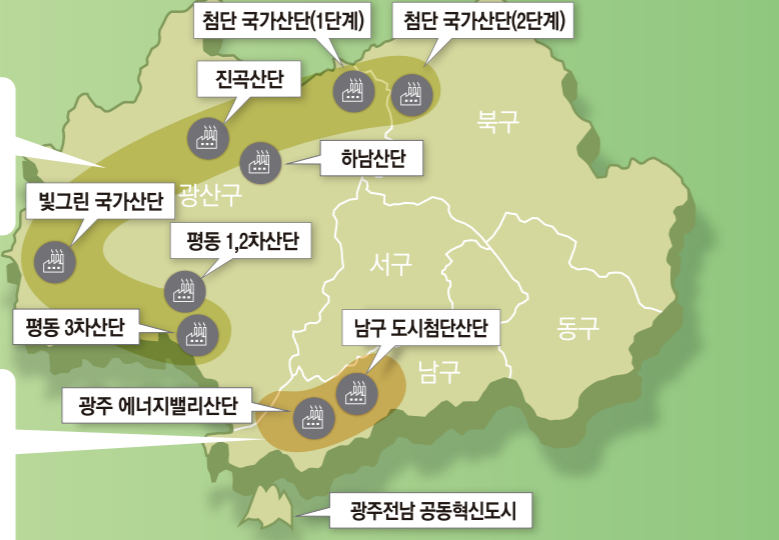 첨단 국가산단(1단계)
첨단 국가산단(2단계)
진곡산단
북구
하남산단
광산구
빛그린 국가산단
평동 1,2차산단
서구
평동 3차산단
남구 도시첨단산단
동구
남구
광주 에너지밸리산단
광주전남 공동혁신도시